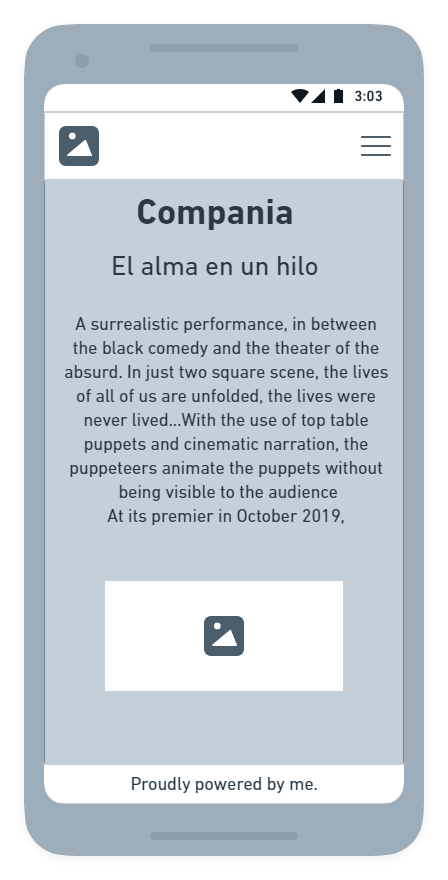 3:03
Compania
El alma en un hilo
A surrealistic performance, in between
the black comedy and the theater of the
absurd. In just two square scene, the lives
of all of us are unfolded, the lives were
never lived...With the use of top table
puppets and cinematic narration, the
puppeteers animate the puppets without
being visible to the audience
At its premier in October 2019,
Proudly powered by me.